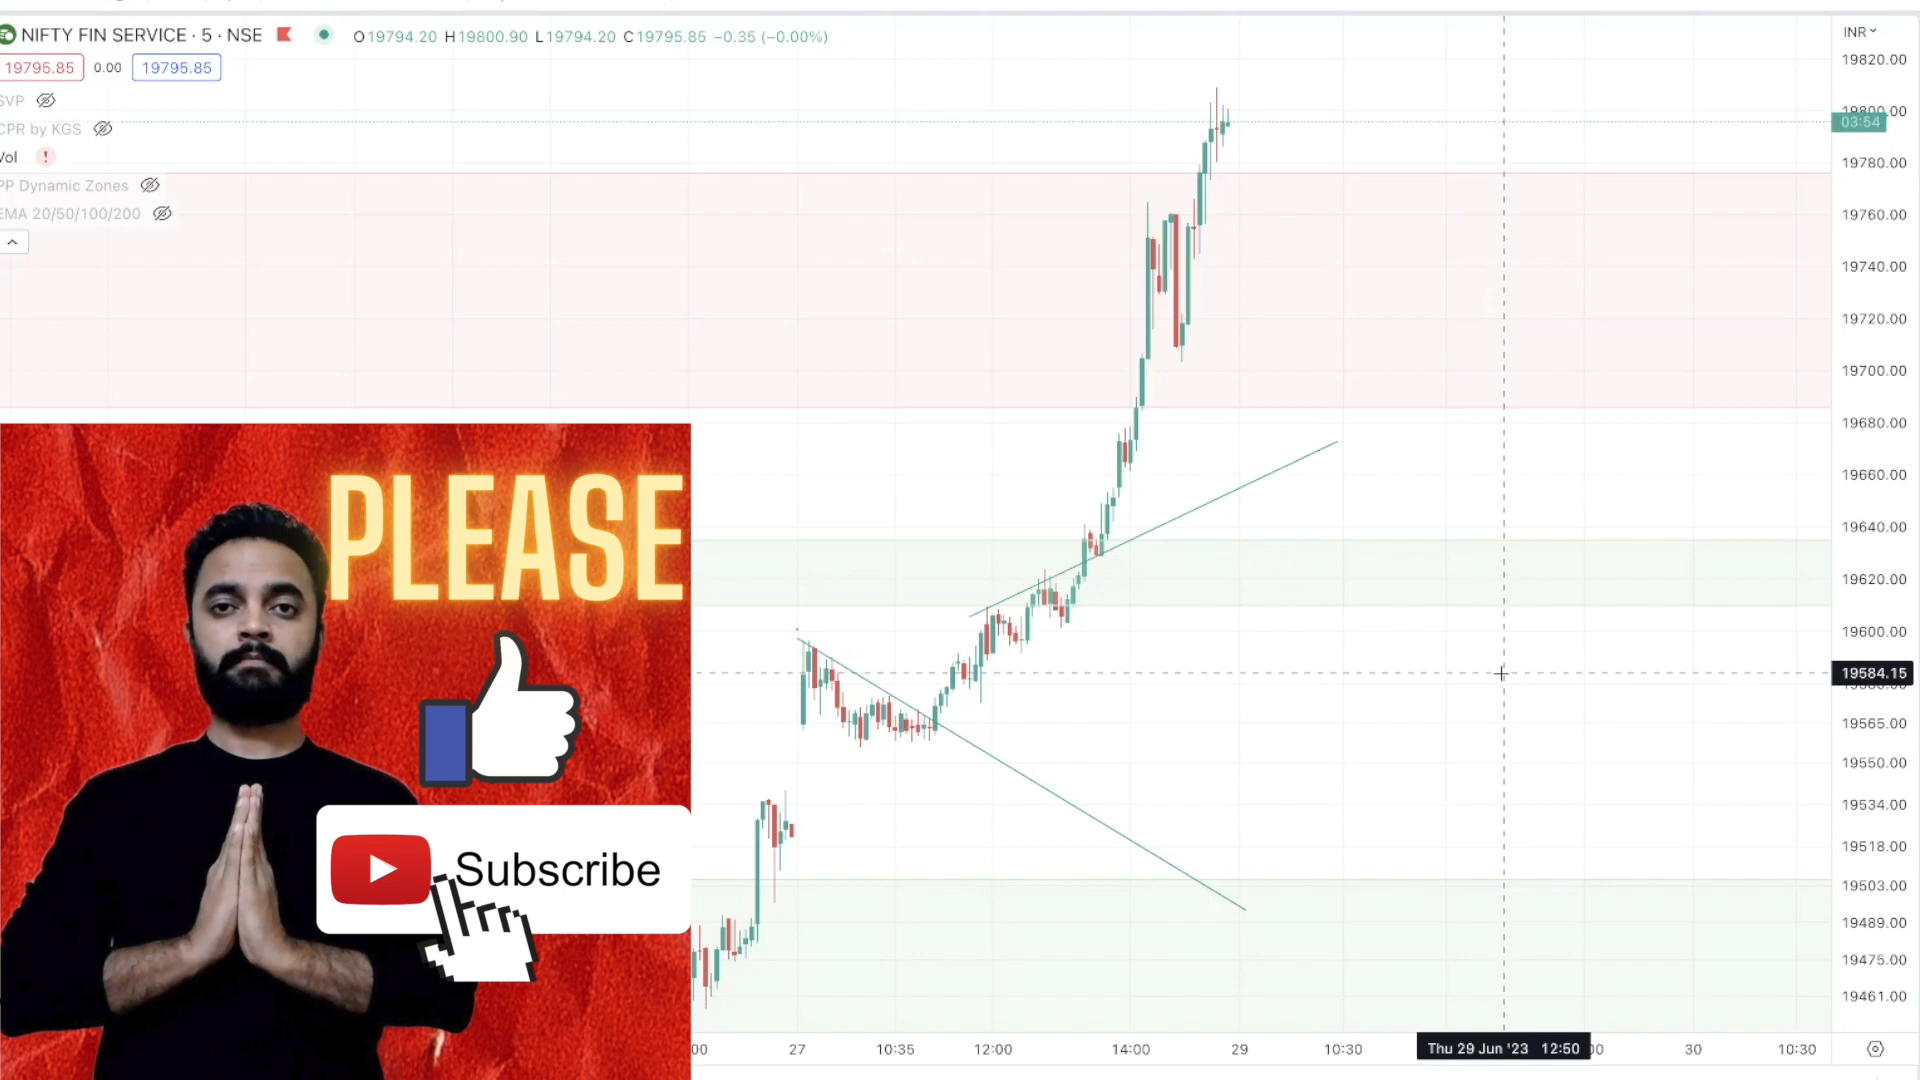 NIFTY FIN SERVICE · 5 · NSE
O19794.20 H19800.90 L19794.20 C19795.85 −0.35 (−0.00%)
INR
19795.85 0.00 19795.85
SVP
CPR by KGS
Vol !
PP Dynamic Zones
EMA 20/50/100/200
19820.00
19800.00
03:54
19780.00
19760.00
19740.00
19720.00
19700.00
19680.00
19660.00
19640.00
19620.00
19600.00
19584.15
19565.00
19550.00
19534.00
19518.00
19503.00
19489.00
19475.00
19461.00
PLEASE
Subscribe
:00 27 10:35 12:00 14:00 29 10:30 Thu 29 Jun '23 12:50 30 10:30